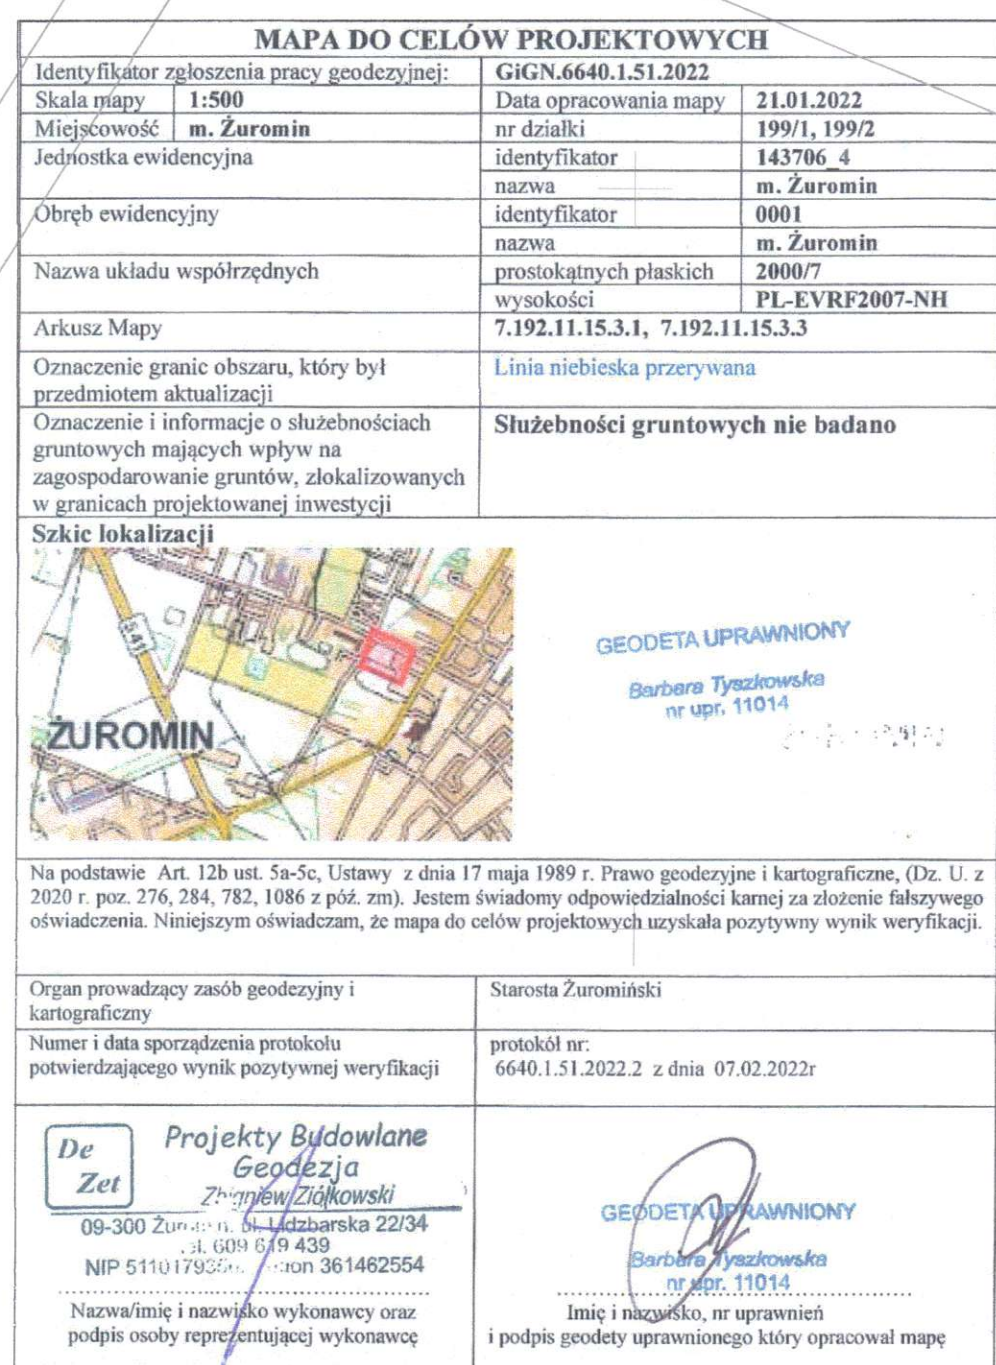 MAPA DO CELÓW PROJEKTOWYCH
Identyfikator zgłoszenia pracy geodezyjnej: GiGN.6640.1.51.2022
Skala mapy 1:500 Data opracowania mapy 21.01.2022
Miejscowość m. Żuromin nr działki 199/1, 199/2
Jednostka ewidencyjna identyfikator 143706_4
nazwa m. Żuromin
Obręb ewidencyjny identyfikator 0001
nazwa m. Żuromin
Nazwa układu współrzędnych prostokątnych płaskich 2000/7
wysokości PL-EVRF2007-NH
Arkusz Mapy 7.192.11.15.3.1, 7.192.11.15.3.3
Oznaczenie granic obszaru, który był Linia niebieska przerywana
przedmiotem aktualizacji
Oznaczenie i informacje o służebnościach Służebności gruntowych nie badano
gruntowych mających wpływ na
zagospodarowanie gruntów, zlokalizowanych
w granicach projektowanej inwestycji
Szkic lokalizacji
541
ŻUROMIN
GEODETA UPRAWNIONY
Barbara Tyszkowska
nr upr. 11014
Na podstawie Art. 12b ust. 5a-5c, Ustawy z dnia 17 maja 1989 r. Prawo geodezyjne i kartograficzne, (Dz. U. z
2020 r. poz. 276, 284, 782, 1086 z póź. zm). Jestem świadomy odpowiedzialności karnej za złożenie fałszywego
oświadczenia. Niniejszym oświadczam, że mapa do celów projektowych uzyskała pozytywny wynik weryfikacji.
Organ prowadzący zasób geodezyjny i Starosta Żuromiński
kartograficzny
Numer i data sporządzenia protokołu protokół nr:
potwierdzającego wynik pozytywnej weryfikacji 6640.1.51.2022.2 z dnia 07.02.2022r
De Zet
Projekty Budowlane
Geodezja
Zbigniew Ziółkowski
09-300 Lidzbarska 22/34
609 619 439
NIP 361462554
Nazwa/imię i nazwisko wykonawcy oraz
podpis osoby reprezentującej wykonawcę
GEODETA UPRAWNIONY
Barbara Tyszkowska
nr upr. 11014
Imię i nazwisko, nr uprawnień
i podpis geodety uprawnionego który opracował mapę